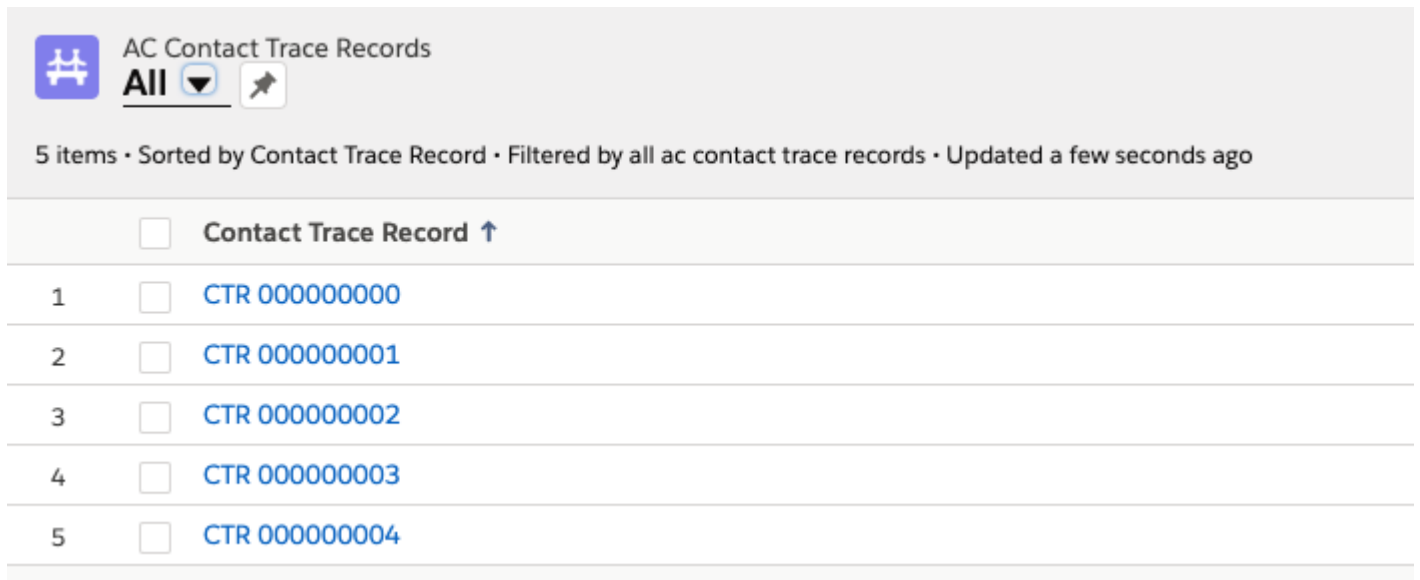 AC Contact Trace Records
All
5 items • Sorted by Contact Trace Record • Filtered by all ac contact trace records • Updated a few seconds ago
Contact Trace Record ↑
1 CTR 000000000
2 CTR 000000001
3 CTR 000000002
4 CTR 000000003
5 CTR 000000004